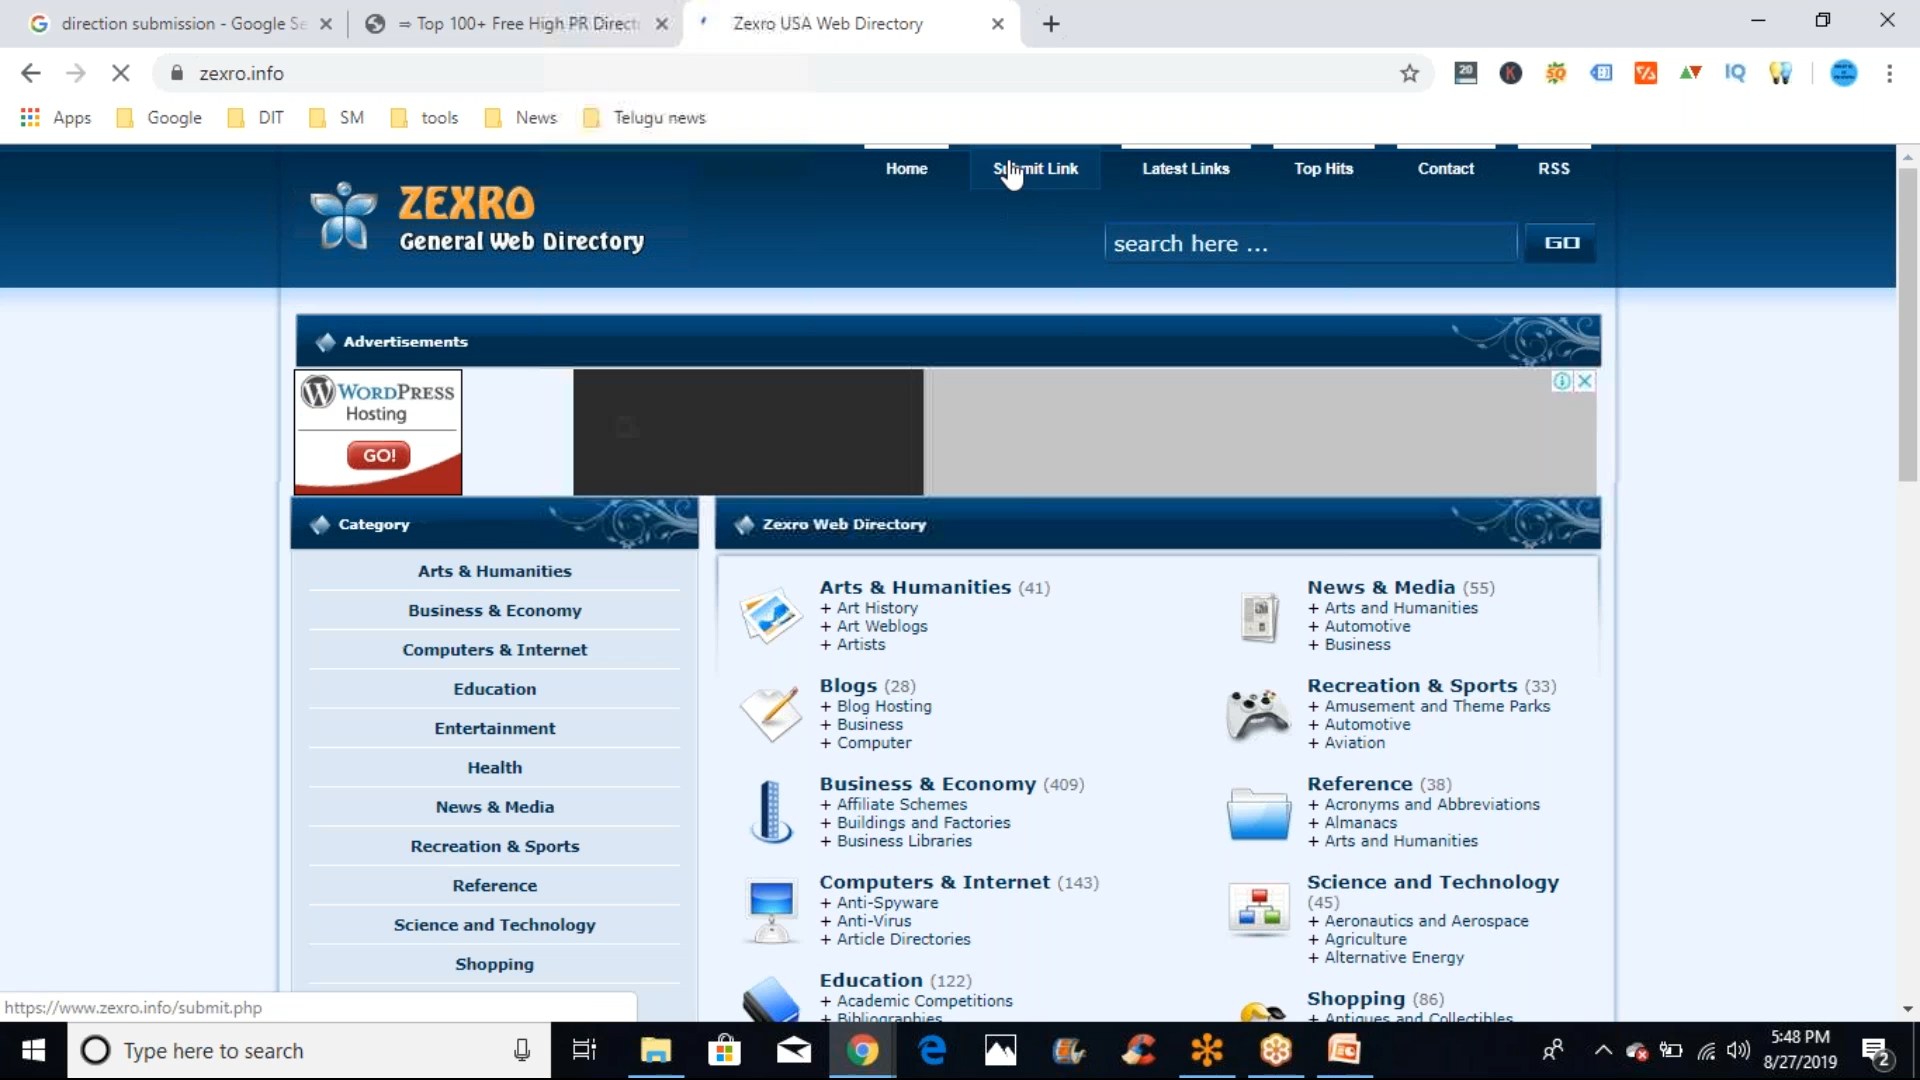 direction submission - Google Se
⇒ Top 100+ Free High PR Direct
Zexro USA Web Directory
zexro.info
20
K
SQ
IQ
Apps
Google
DIT
SM
tools
News
Telugu news
Home
Submit Link
Latest Links
Top Hits
Contact
RSS
ZEXRO
General Web Directory
search here ...
GO
Advertisements
WORDPRESS
Hosting
GO!
Category
Arts & Humanities
Business & Economy
Computers & Internet
Education
Entertainment
Health
News & Media
Recreation & Sports
Reference
Science and Technology
Shopping
Zexro Web Directory
Arts & Humanities (41)
+ Art History
+ Art Weblogs
+ Artists
Blogs (28)
+ Blog Hosting
+ Business
+ Computer
Business & Economy (409)
+ Affiliate Schemes
+ Buildings and Factories
+ Business Libraries
Computers & Internet (143)
+ Anti-Spyware
+ Anti-Virus
+ Article Directories
Education (122)
+ Academic Competitions
+ Bibliographies
News & Media (55)
+ Arts and Humanities
+ Automotive
+ Business
Recreation & Sports (33)
+ Amusement and Theme Parks
+ Automotive
+ Aviation
Reference (38)
+ Acronyms and Abbreviations
+ Almanacs
+ Arts and Humanities
Science and Technology
(45)
+ Aeronautics and Aerospace
+ Agriculture
+ Alternative Energy
Shopping (86)
+ Antiques and Collectibles
https://www.zexro.info/submit.php
Type here to search
5:48 PM
8/27/2019
2